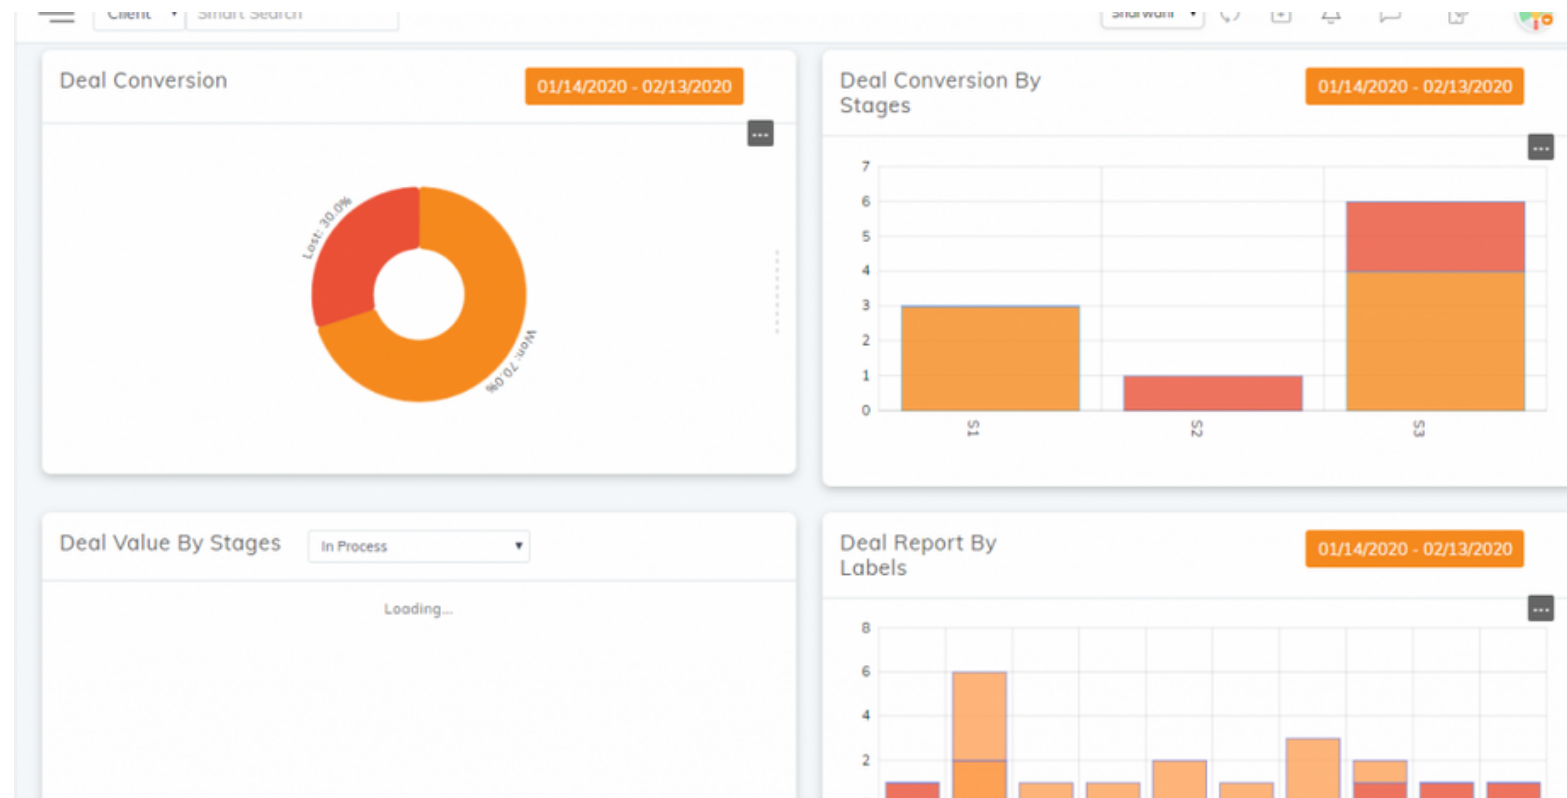 Client
Smart Search
Sharwani
Deal Conversion
01/14/2020 - 02/13/2020
...
Lost: 30.0%
Won: 70.0%
Deal Conversion By
Stages
01/14/2020 - 02/13/2020
...
7
6
5
4
3
2
1
0
S1
S2
S3
Deal Value By Stages
In Process
Loading...
Deal Report By
Labels
01/14/2020 - 02/13/2020
...
8
6
4
2